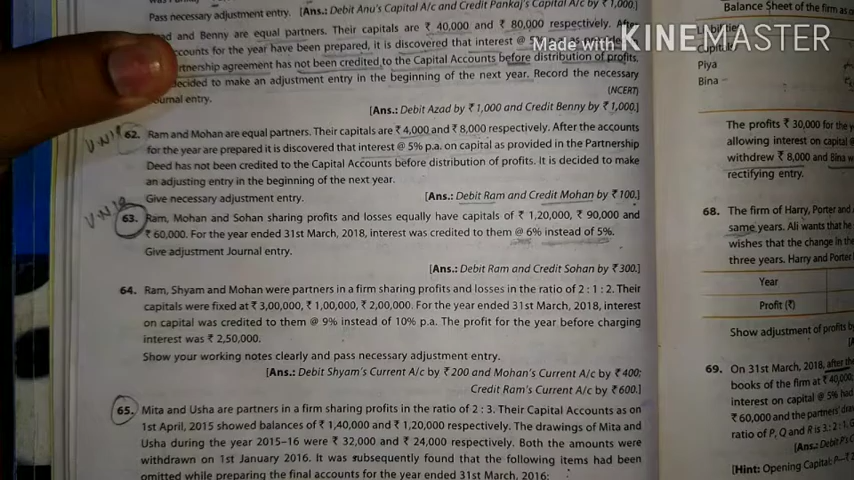 Pass necessary adjustment entry. [Ans.: Debit Anu's Capital A/c and Credit Pankaj's Capital A/c by ₹ 1,000.]
and Benny are equal partners. Their capitals are ₹ 40,000 and ₹ 80,000 respectively. After
accounts for the year have been prepared, it is discovered that interest @ 5%
partnership agreement has not been credited to the Capital Accounts before distribution of profits.
decided to make an adjustment entry in the beginning of the next year. Record the necessary
Journal entry. (NCERT)
[Ans.: Debit Azad by ₹ 1,000 and Credit Benny by ₹ 1,000.]
62. Ram and Mohan are equal partners. Their capitals are ₹ 4,000 and ₹ 8,000 respectively. After the accounts
for the year are prepared it is discovered that interest @ 5% p.a. on capital as provided in the Partnership
Deed has not been credited to the Capital Accounts before distribution of profits. It is decided to make
an adjusting entry in the beginning of the next year.
Give necessary adjustment entry. [Ans.: Debit Ram and Credit Mohan by ₹ 100.]
63. Ram, Mohan and Sohan sharing profits and losses equally have capitals of ₹ 1,20,000, ₹ 90,000 and
₹ 60,000. For the year ended 31st March, 2018, interest was credited to them @ 6% instead of 5%.
Give adjustment Journal entry.
[Ans.: Debit Ram and Credit Sohan by ₹ 300.]
64. Ram, Shyam and Mohan were partners in a firm sharing profits and losses in the ratio of 2 : 1 : 2. Their
capitals were fixed at ₹ 3,00,000, ₹ 1,00,000, ₹ 2,00,000. For the year ended 31st March, 2018, interest
on capital was credited to them @ 9% instead of 10% p.a. The profit for the year before charging
interest was ₹ 2,50,000.
Show your working notes clearly and pass necessary adjustment entry.
[Ans.: Debit Shyam's Current A/c by ₹ 200 and Mohan's Current A/c by ₹ 400;
Credit Ram's Current A/c by ₹ 600.]
65. Mita and Usha are partners in a firm sharing profits in the ratio of 2 : 3. Their Capital Accounts as on
1st April, 2015 showed balances of ₹ 1,40,000 and ₹ 1,20,000 respectively. The drawings of Mita and
Usha during the year 2015-16 were ₹ 32,000 and ₹ 24,000 respectively. Both the amounts were
withdrawn on 1st January 2016. It was subsequently found that the following items had been
omitted while preparing the final accounts for the year ended 31st March, 2016:
Balance Sheet of the firm as
Made with KINEMASTER
Piya
Bina
The profits ₹ 30,000 for the
allowing interest on capital
withdrew ₹ 8,000 and Bina
rectifying entry.
68. The firm of Harry, Porter and
same years. Ali wants that
wishes that the change in the
three years. Harry and Porter
Year
Profit (₹)
Show adjustment of profits
69. On 31st March, 2018, after the
books of the firm at ₹ 40,000
interest on capital @ 5% had
₹ 60,000 and the partners'
ratio of P, Q and R is 3 : 2 : 1,
[Ans.: Debit P's
[Hint: Opening Capital: P—₹